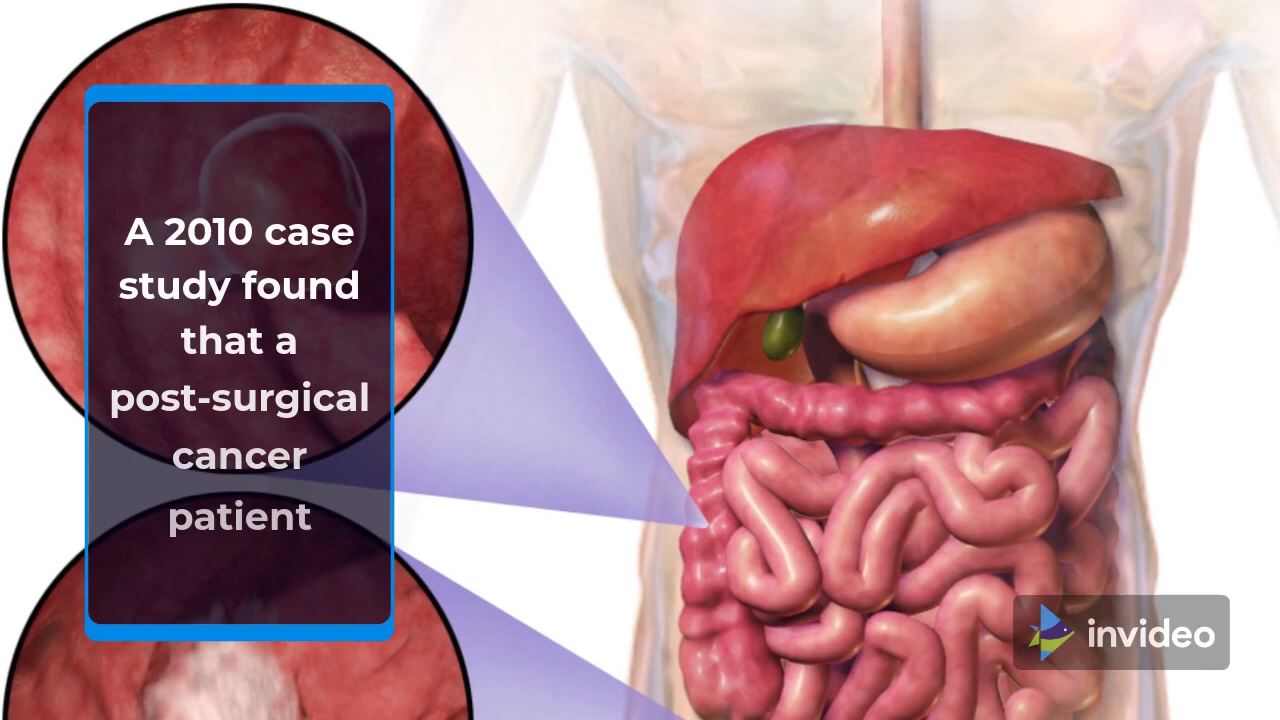 A 2010 case
study found
that a
post-surgical
cancer
patient
invideo